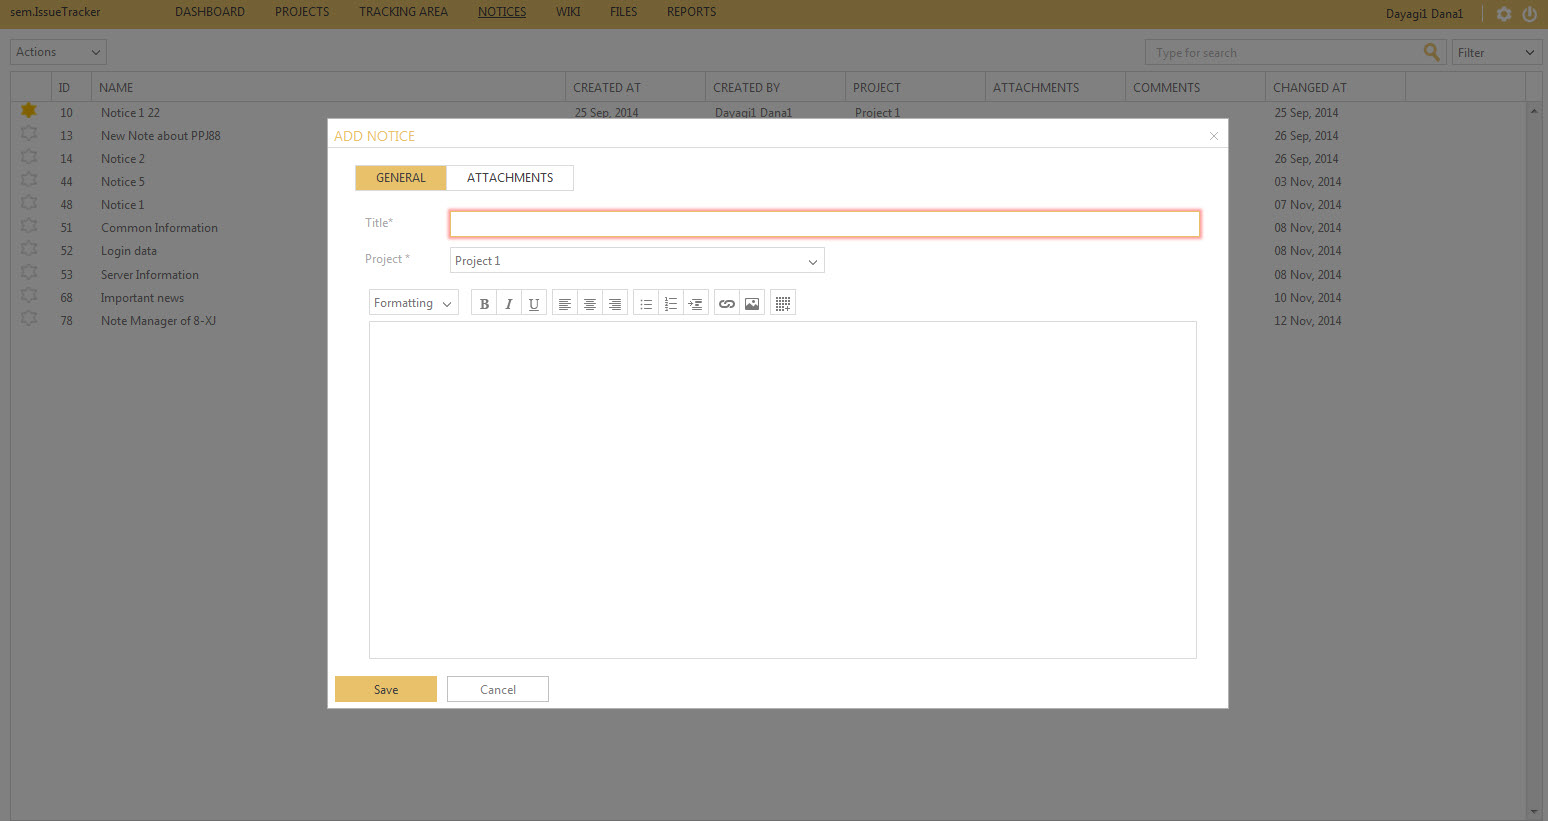 sem.IssueTracker DASHBOARD PROJECTS TRACKING AREA NOTICES WIKI FILES REPORTS Dayagi1 Dana1
Actions Type for search Filter
ID NAME CREATED AT CREATED BY PROJECT ATTACHMENTS COMMENTS CHANGED AT
10 Notice 1 22 25 Sep, 2014 Dayagi1 Dana1 Project 1 25 Sep, 2014
13 New Note about PPJ88 26 Sep, 2014
14 Notice 2 26 Sep, 2014
44 Notice 5 03 Nov, 2014
48 Notice 1 07 Nov, 2014
51 Common Information 08 Nov, 2014
52 Login data 08 Nov, 2014
53 Server Information 08 Nov, 2014
68 Important news 10 Nov, 2014
78 Note Manager of 8-XJ 12 Nov, 2014
ADD NOTICE
GENERAL ATTACHMENTS
Title*
Project * Project 1
Formatting B I U
Save Cancel